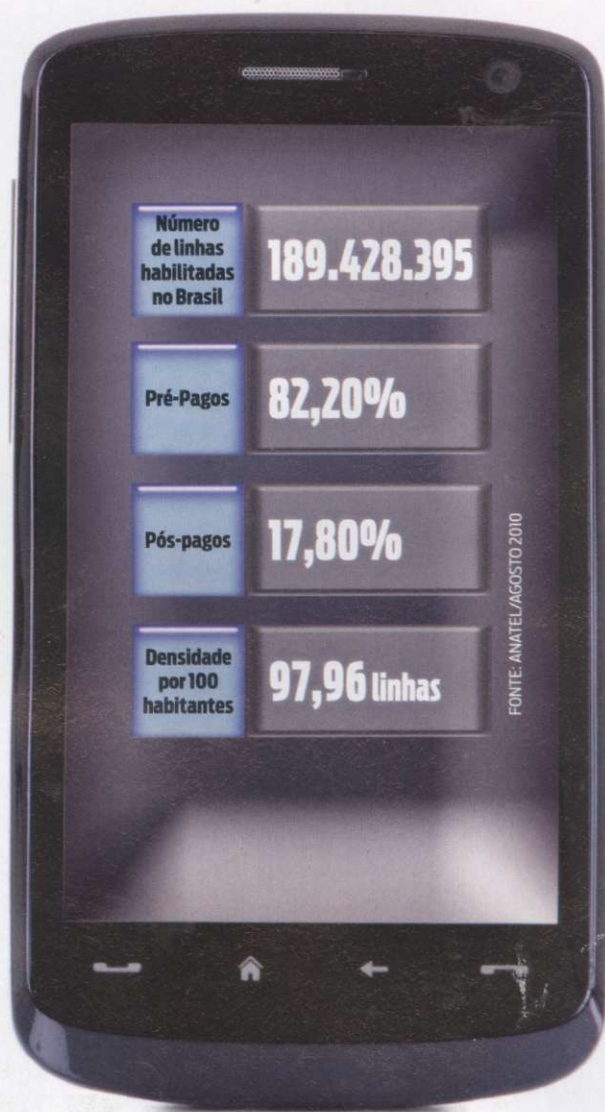 Número
de linhas
habilitadas
no Brasil
189.428.395
Pré-Pagos
82,20%
Pós-pagos
17,80%
Densidade
por 100
habitantes
97,96 linhas
FONTE: ANATEL/AGOSTO 2010